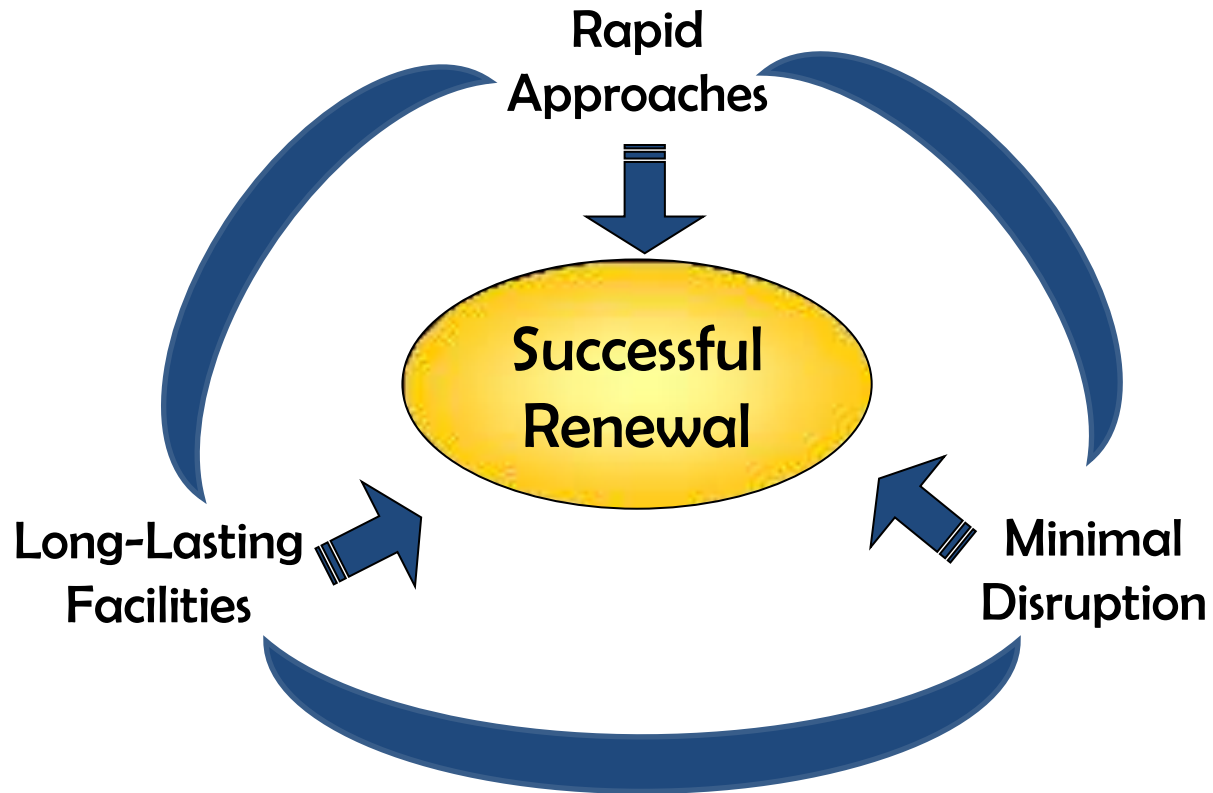 Rapid
Approaches
Successful
Renewal
Long-Lasting
Facilities
Minimal
Disruption